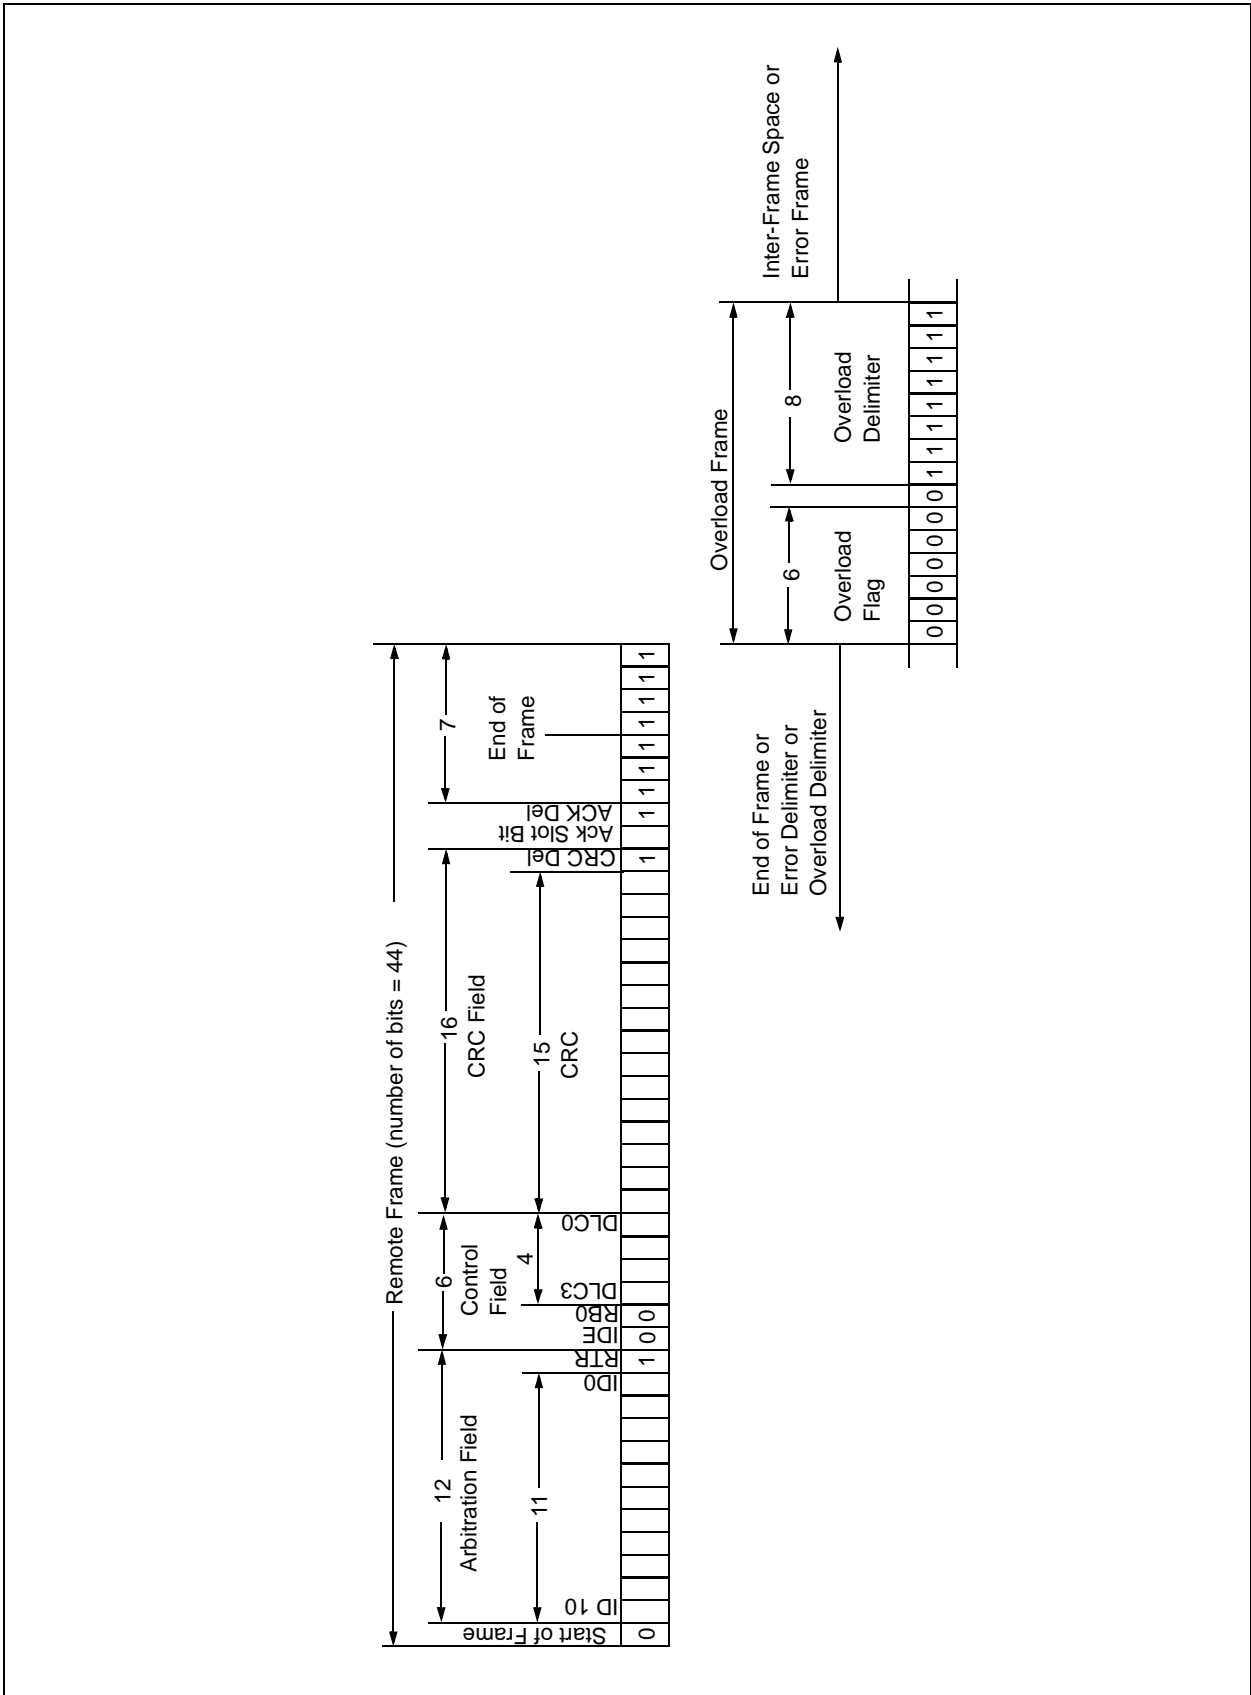 Remote Frame (number of bits = 44)
12
Arbitration Field
6
Control
Field
16
CRC Field
7
End of
Frame
11
4
15
CRC
Start of Frame
ID 10
ID0
RTR
IDE
RB0
DLC3
DLC0
CRC Del
Ack Slot Bit
ACK Del
0 1 0 0 1 1 1 1 1 1 1 1 1
Overload Frame
6
8
Overload
Flag
Overload
Delimiter
End of Frame or
Error Delimiter or
Overload Delimiter
Inter-Frame Space or
Error Frame
0 0 0 0 0 0 0 1 1 1 1 1 1 1 1